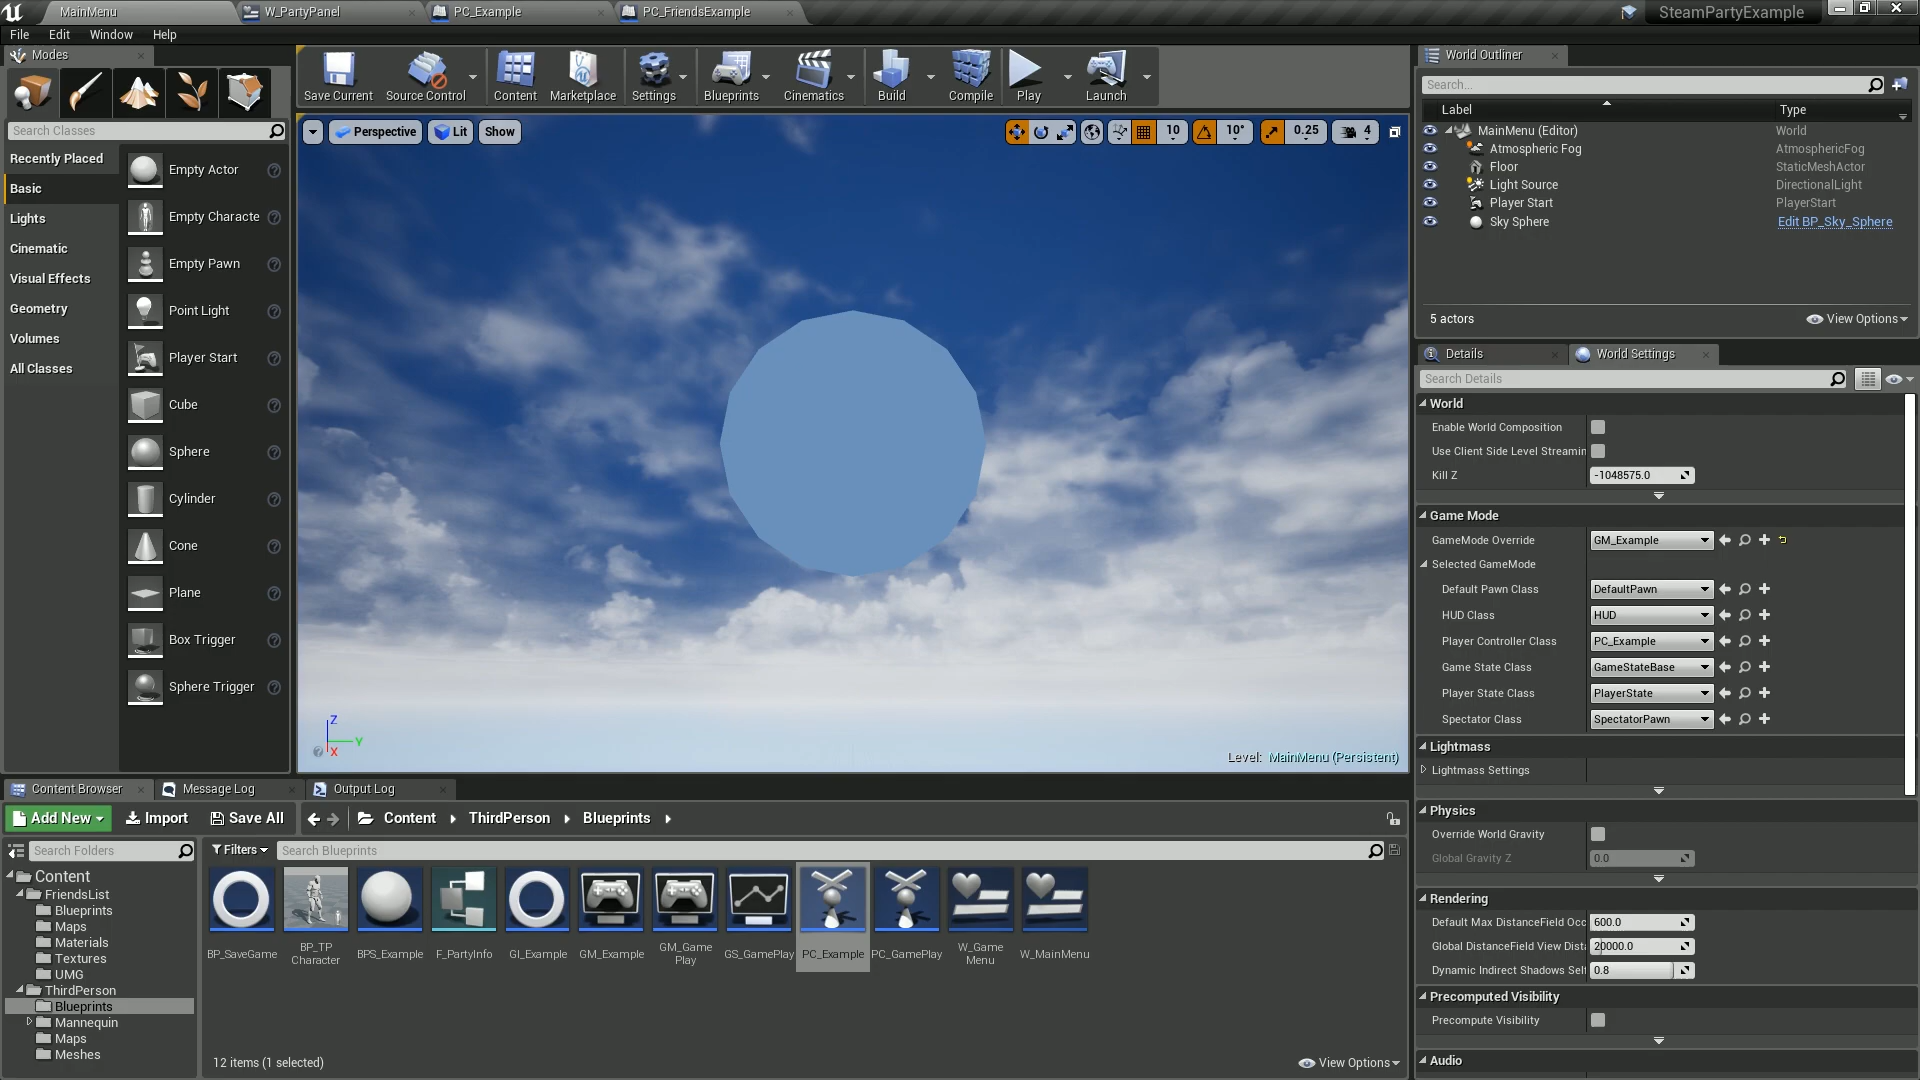 MainMenu
W_PartyPanel
PC_Example
PC_FriendsExample
SteamPartyExample
File Edit Window Help
Modes
Search Classes
Recently Placed
Basic
Lights
Cinematic
Visual Effects
Geometry
Volumes
All Classes
Empty Actor
Empty Characte
Empty Pawn
Point Light
Player Start
Cube
Sphere
Cylinder
Cone
Plane
Box Trigger
Sphere Trigger
Save Current Source Control Content Marketplace Settings Blueprints Cinematics Build Compile Play Launch
Perspective Lit Show
10 10° 0.25 4
Z
Y
X
Level: MainMenu (Persistent)
World Outliner
Search...
Label Type
MainMenu (Editor) World
Atmospheric Fog AtmosphericFog
Floor StaticMeshActor
Light Source DirectionalLight
Player Start PlayerStart
Sky Sphere Edit BP_Sky_Sphere
5 actors View Options
Details World Settings
Search Details
World
Enable World Composition
Use Client Side Level Streamin
Kill Z -1048575.0
Game Mode
GameMode Override GM_Example
Selected GameMode
Default Pawn Class DefaultPawn
HUD Class HUD
Player Controller Class PC_Example
Game State Class GameStateBase
Player State Class PlayerState
Spectator Class SpectatorPawn
Lightmass
Lightmass Settings
Physics
Override World Gravity
Global Gravity Z 0.0
Rendering
Default Max DistanceField Occ 600.0
Global DistanceField View Dista 20000.0
Dynamic Indirect Shadows Self 0.8
Precomputed Visibility
Precompute Visibility
Audio
Content Browser Message Log Output Log
Add New Import Save All Content ThirdPerson Blueprints
Search Folders
Filters Search Blueprints
Content
FriendsList
Blueprints
Maps
Materials
Textures
UMG
ThirdPerson
Blueprints
Mannequin
Maps
Meshes
BP_SaveGame
BP_TP
Character
BPS_Example
F_PartyInfo
GI_Example
GM_Example
GM_Game
Play
GS_GamePlay
PC_Example
PC_GamePlay
W_Game
Menu
W_MainMenu
12 items (1 selected) View Options